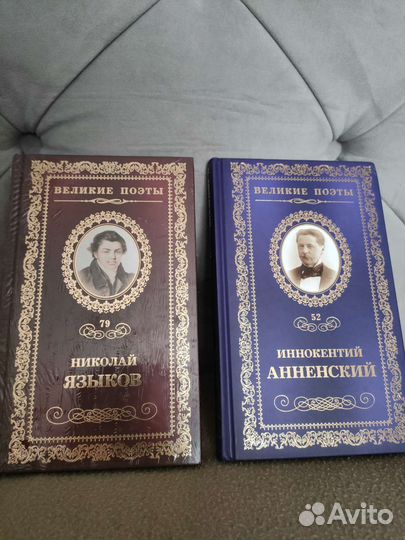 ВЕЛИКИЕ ПОЭТЫ
79
НИКОЛАЙ
ЯЗЫКОВ
ВЕЛИКИЕ ПОЭТЫ
52
ИННОКЕНТИЙ
АННЕНСКИЙ
Avito